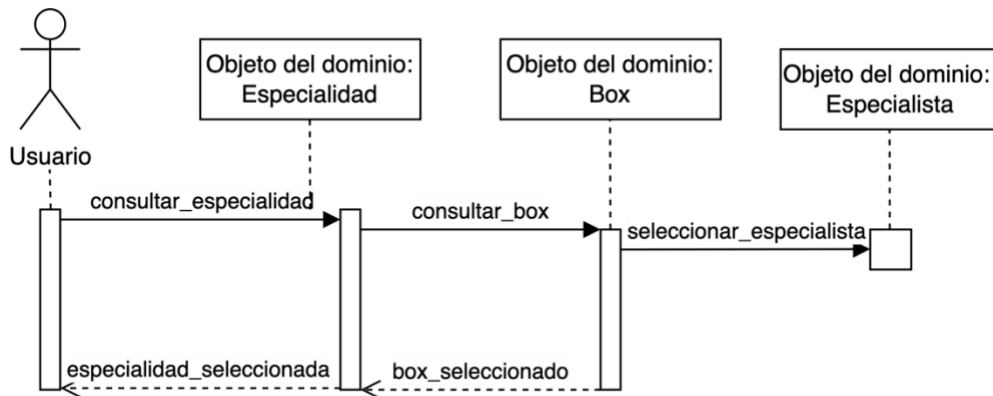 Objeto del dominio:
Especialidad
Objeto del dominio:
Box
Objeto del dominio:
Especialista
Usuario
consultar_especialidad
consultar_box
seleccionar_especialista
especialidad_seleccionada
box_seleccionado